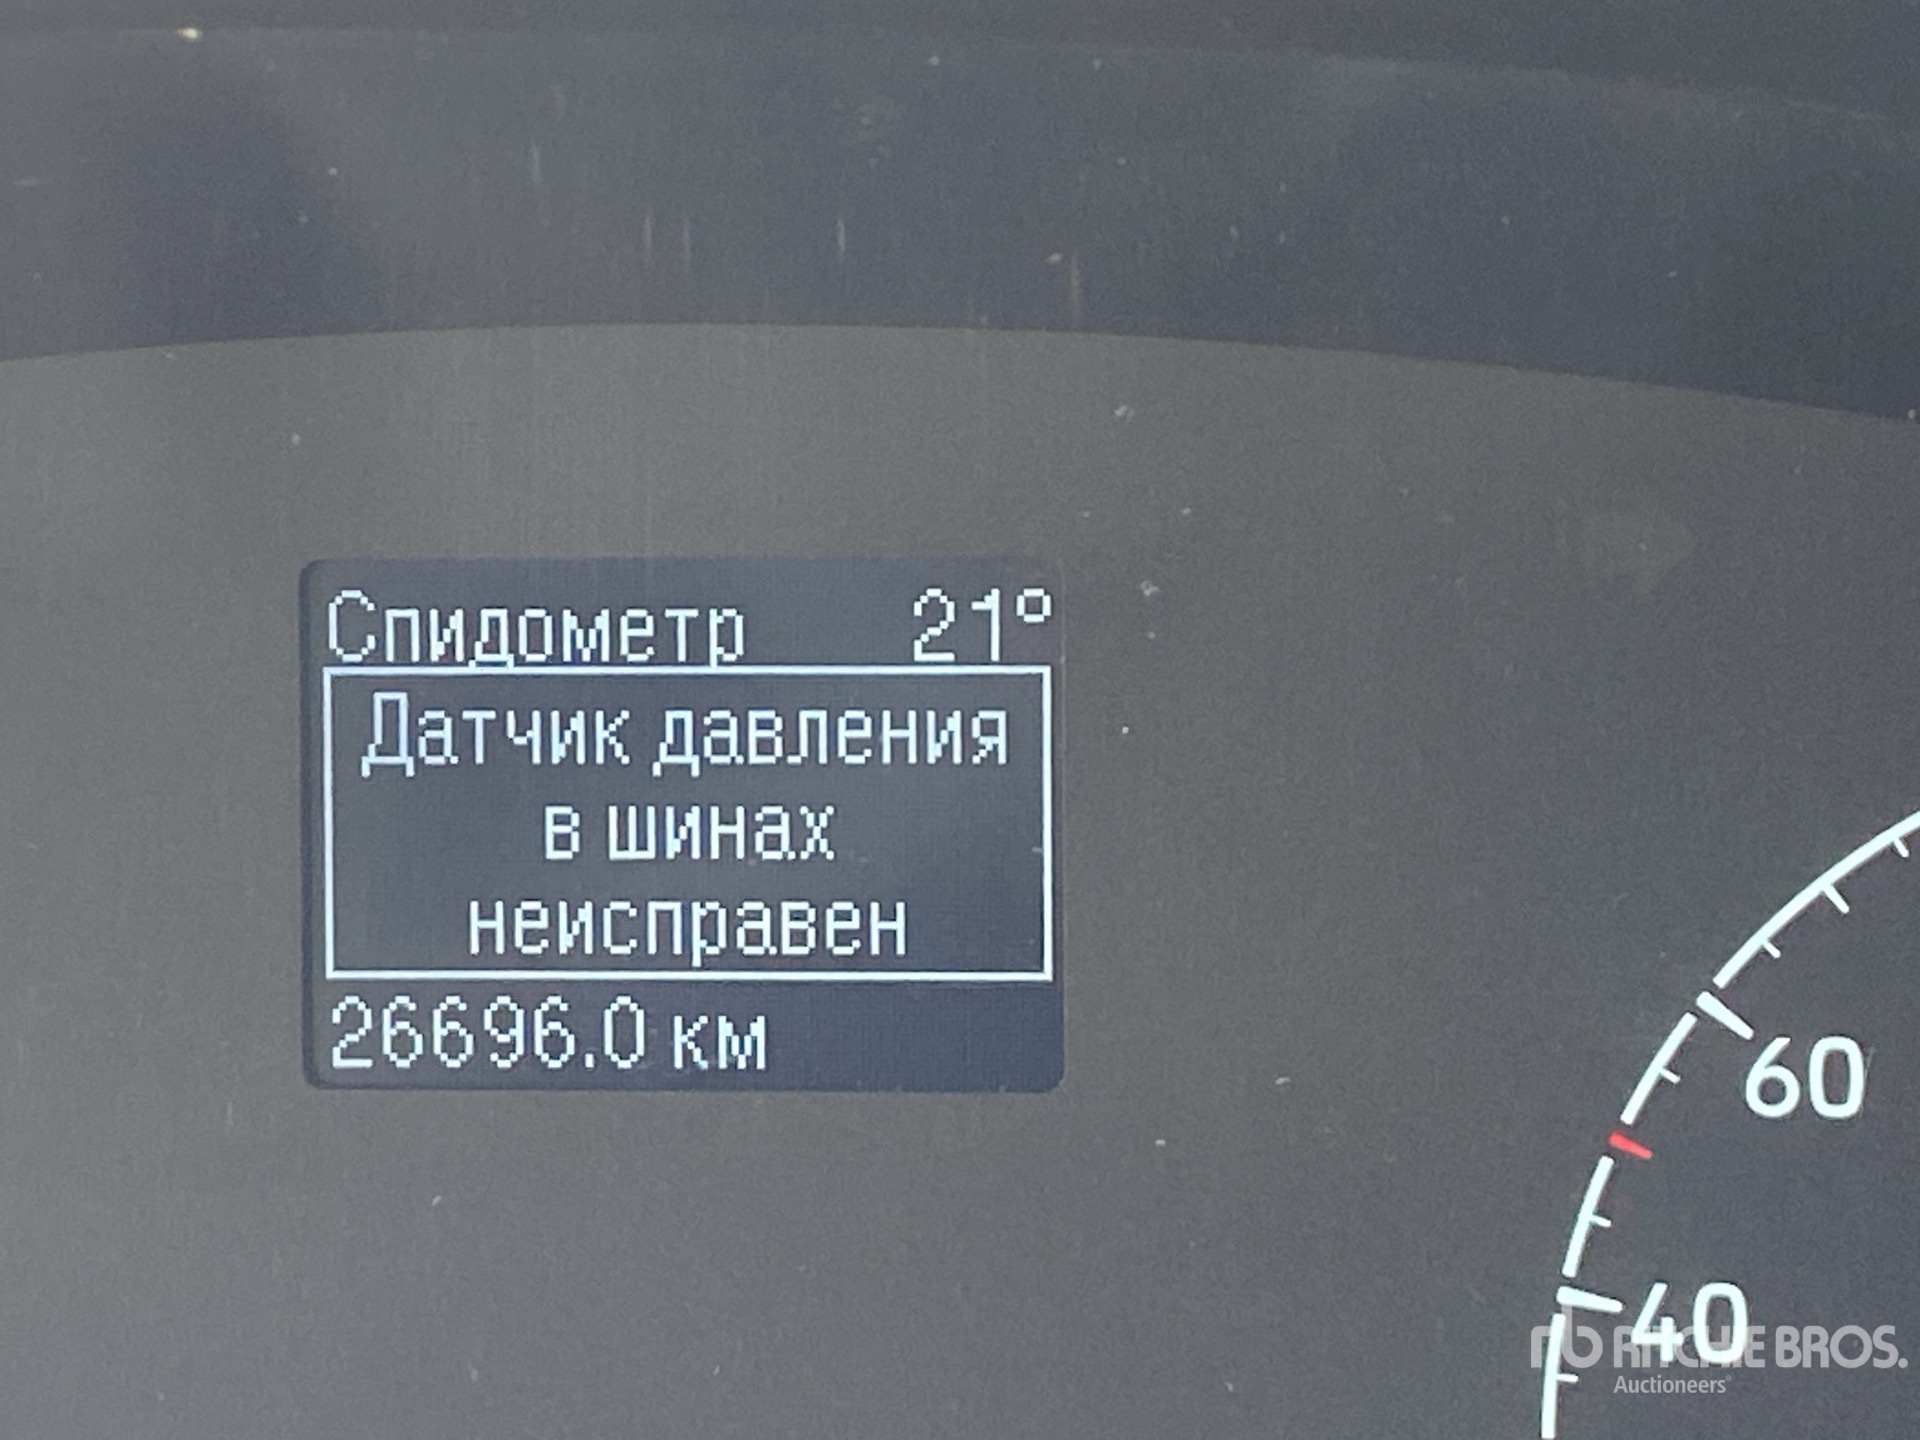 Спидометр 21°
Датчик давления
в шинах
неисправен
26696.0 км
60
40
RITCHIE BROS.
Auctioneers